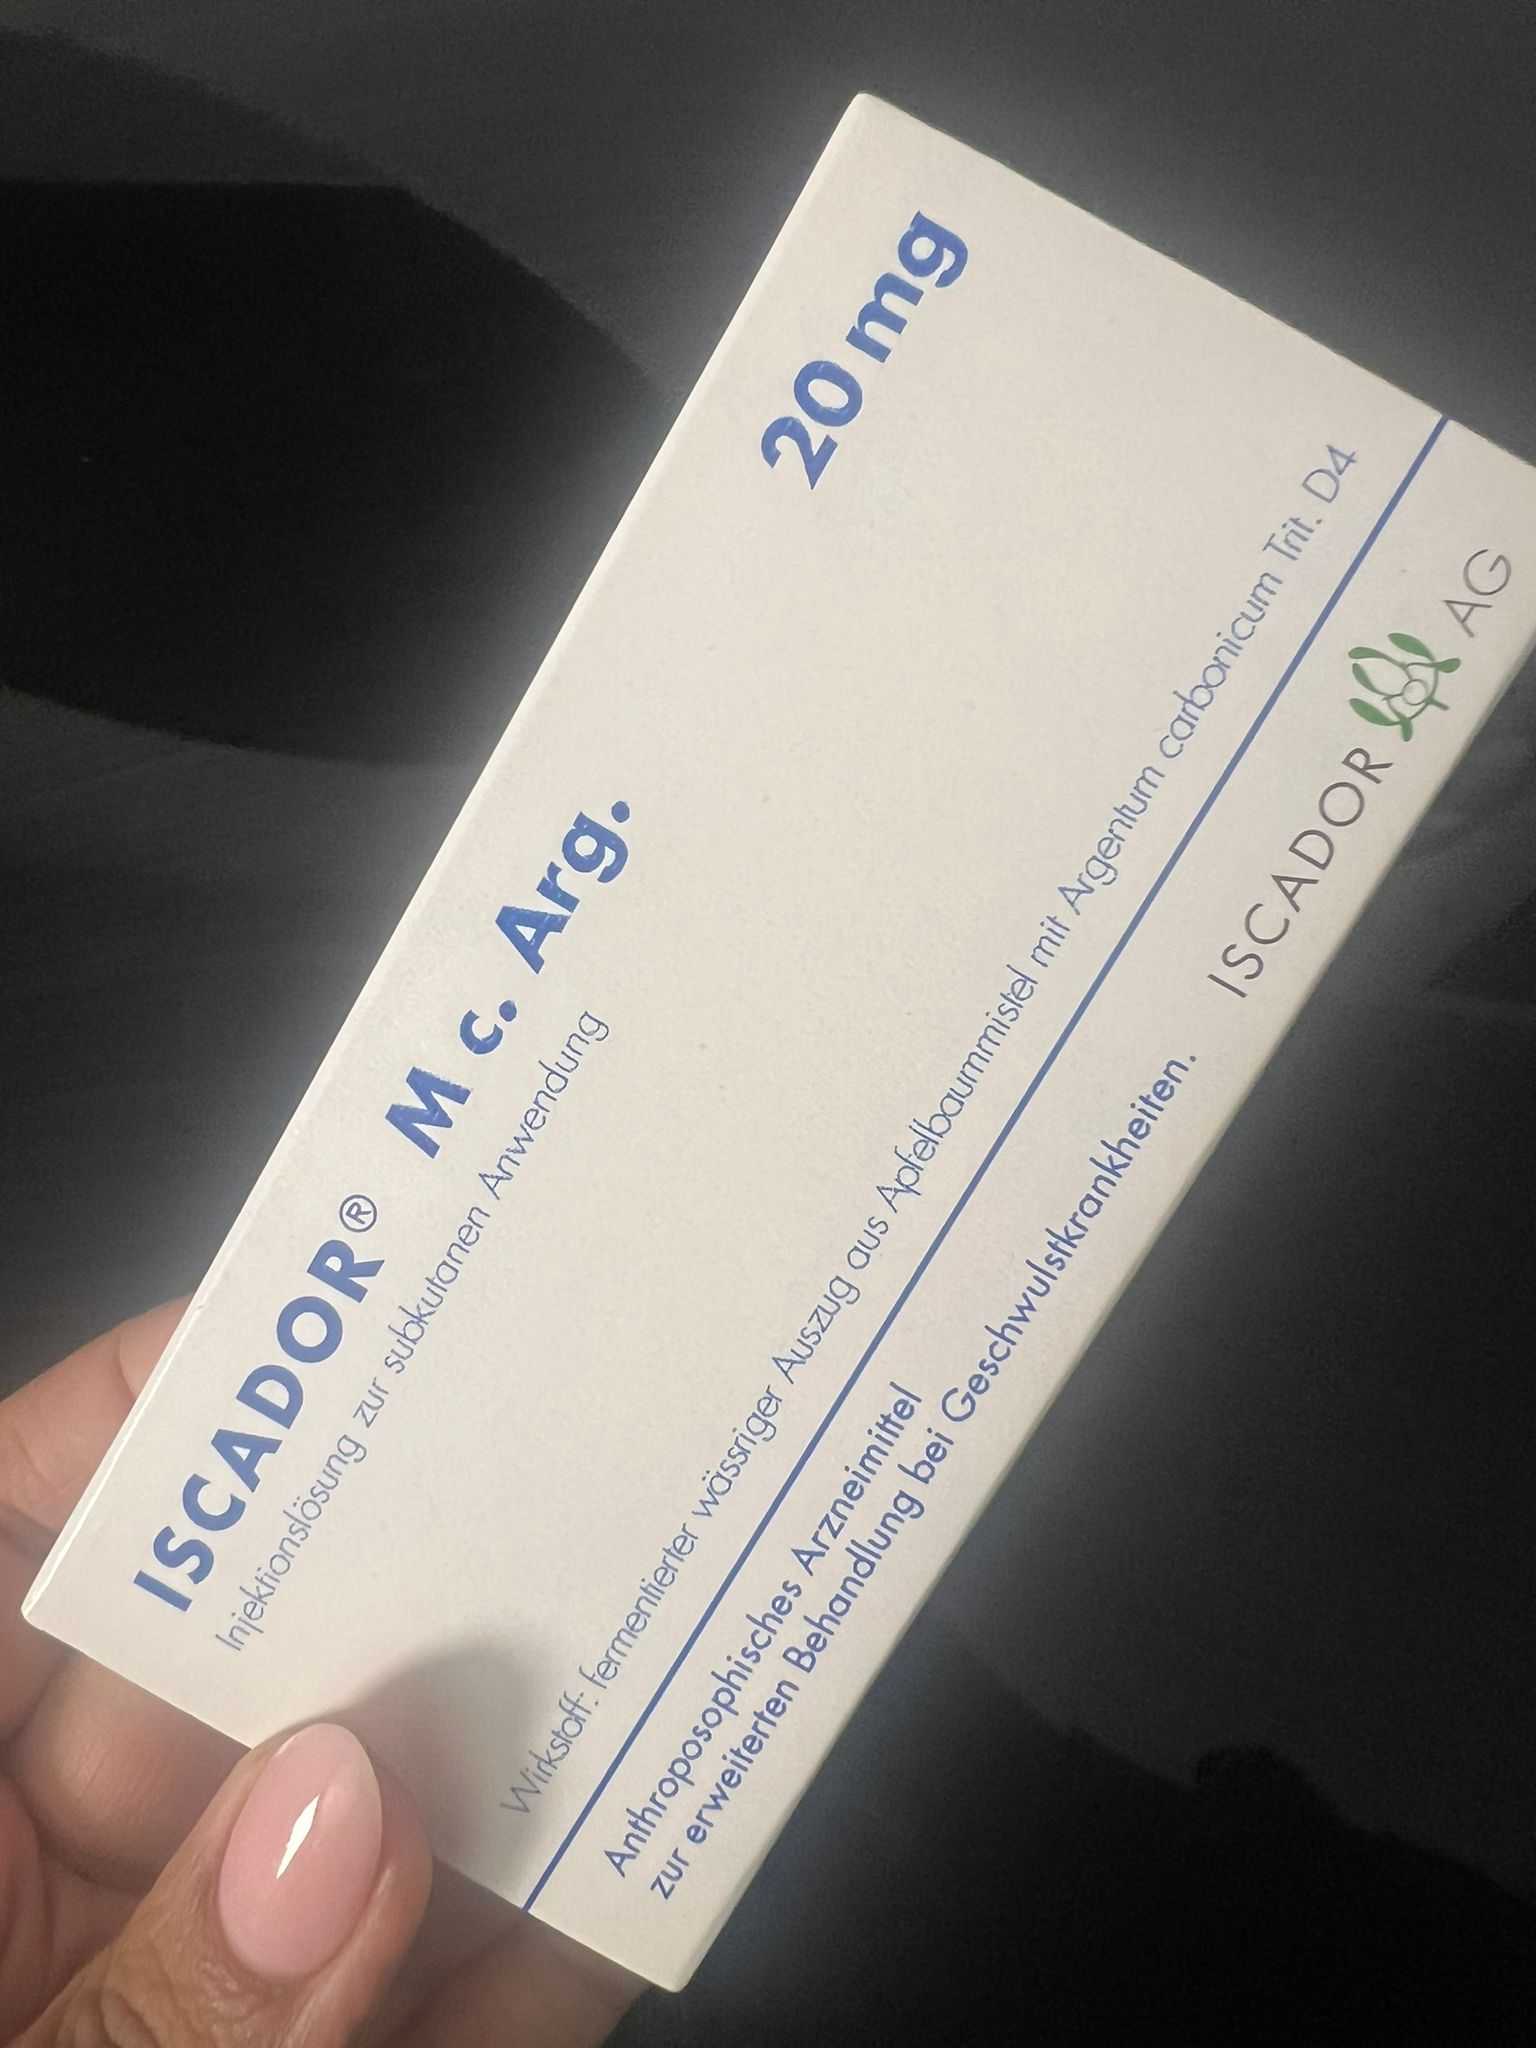 ISCADOR® M c. Arg. 20 mg
Injektionslösung zur subkutanen Anwendung
Wirkstoff: fermentierter wässriger Auszug aus Apfelbaummistel mit Argentum carbonicum Trit. D4
Anthroposophisches Arzneimittel
zur erweiterten Behandlung bei Geschwulstkrankheiten.
ISCADOR AG